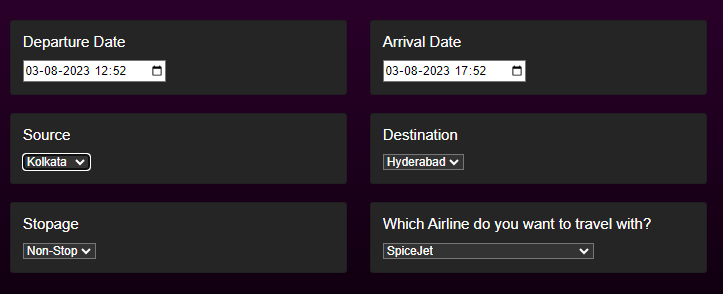 Departure Date
03-08-2023 12:52
Arrival Date
03-08-2023 17:52
Source
Kolkata
Destination
Hyderabad
Stopage
Non-Stop
Which Airline do you want to travel with?
SpiceJet